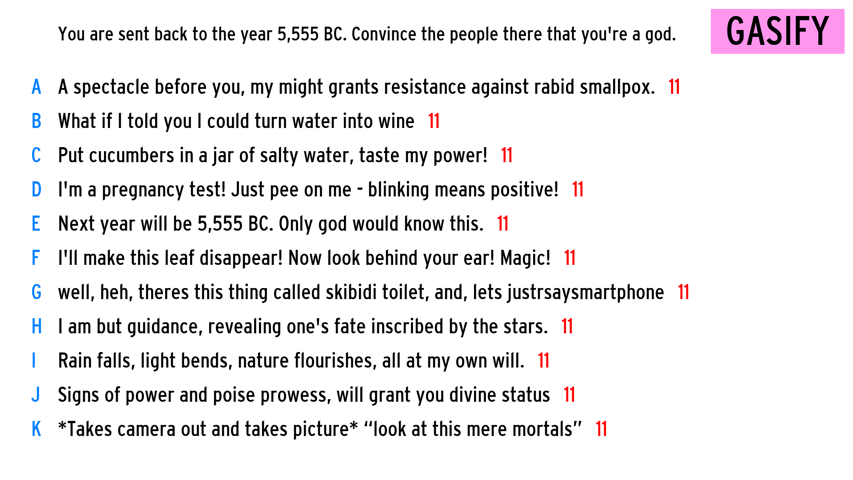 You are sent back to the year 5,555 BC. Convince the people there that you're a god. GASIFY
A A spectacle before you, my might grants resistance against rabid smallpox. 11
B What if I told you I could turn water into wine 11
C Put cucumbers in a jar of salty water, taste my power! 11
D I'm a pregnancy test! Just pee on me - blinking means positive! 11
E Next year will be 5,555 BC. Only god would know this. 11
F I'll make this leaf disappear! Now look behind your ear! Magic! 11
G well, heh, theres this thing called skibidi toilet, and, lets justrsaysmartphone 11
H I am but guidance, revealing one's fate inscribed by the stars. 11
I Rain falls, light bends, nature flourishes, all at my own will. 11
J Signs of power and poise prowess, will grant you divine status 11
K *Takes camera out and takes picture* “look at this mere mortals” 11